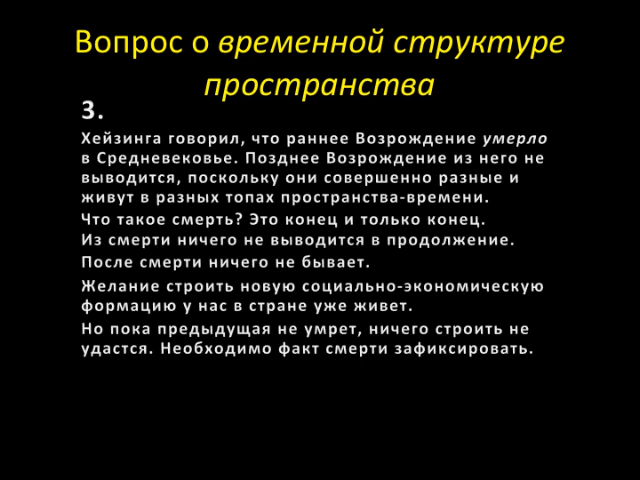 Вопрос о временной структуре
пространства
3.
Хейзинга говорил, что раннее Возрождение умерло
в Средневековье. Позднее Возрождение из него не
выводится, поскольку они совершенно разные и
живут в разных топах пространства-времени.
Что такое смерть? Это конец и только конец.
Из смерти ничего не выводится в продолжение.
После смерти ничего не бывает.
Желание строить новую социально-экономическую
формацию у нас в стране уже живет.
Но пока предыдущая не умрет, ничего строить не
удастся. Необходимо факт смерти зафиксировать.